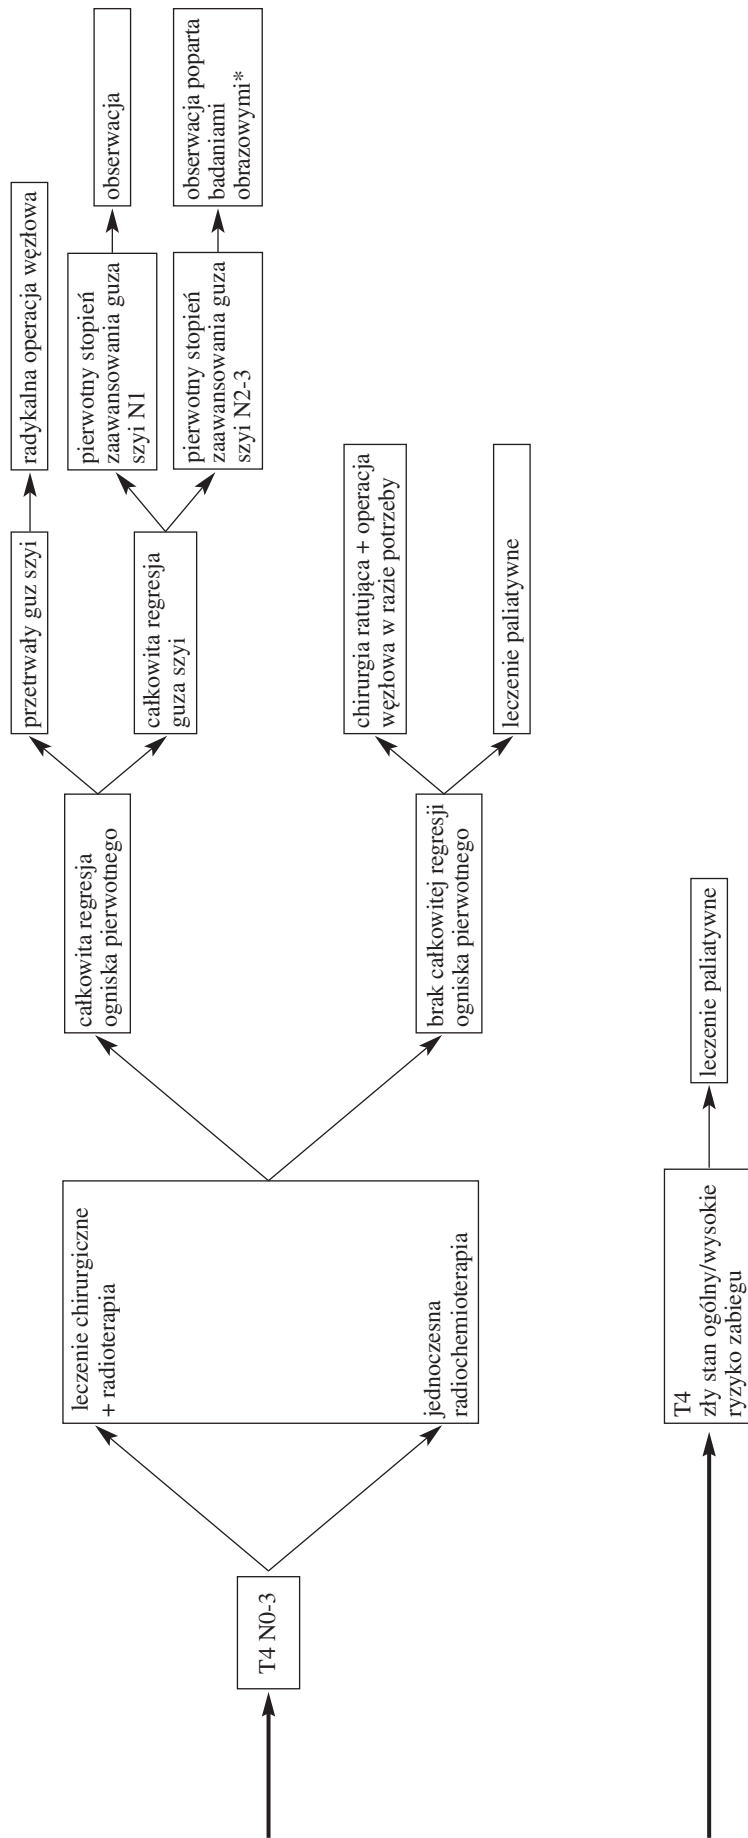 T4 N0-3
leczenie chirurgiczne
+ radioterapia
jednoczesna
radiochemioterapia
całkowita regresja
ogniska pierwotnego
przetrwały guz szyi
radykalna operacja węzłowa
całkowita regresja
guza szyi
pierwotny stopień
zaawansowania guza
szyi N1
obserwacja
pierwotny stopień
zaawansowania guza
szyi N2-3
obserwacja poparta
badaniami
obrazowymi*
brak całkowitej regresji
ogniska pierwotnego
chirurgia ratująca + operacja
węzłowa w razie potrzeby
leczenie paliatywne
T4
zły stan ogólny/wysokie
ryzyko zabiegu
leczenie paliatywne